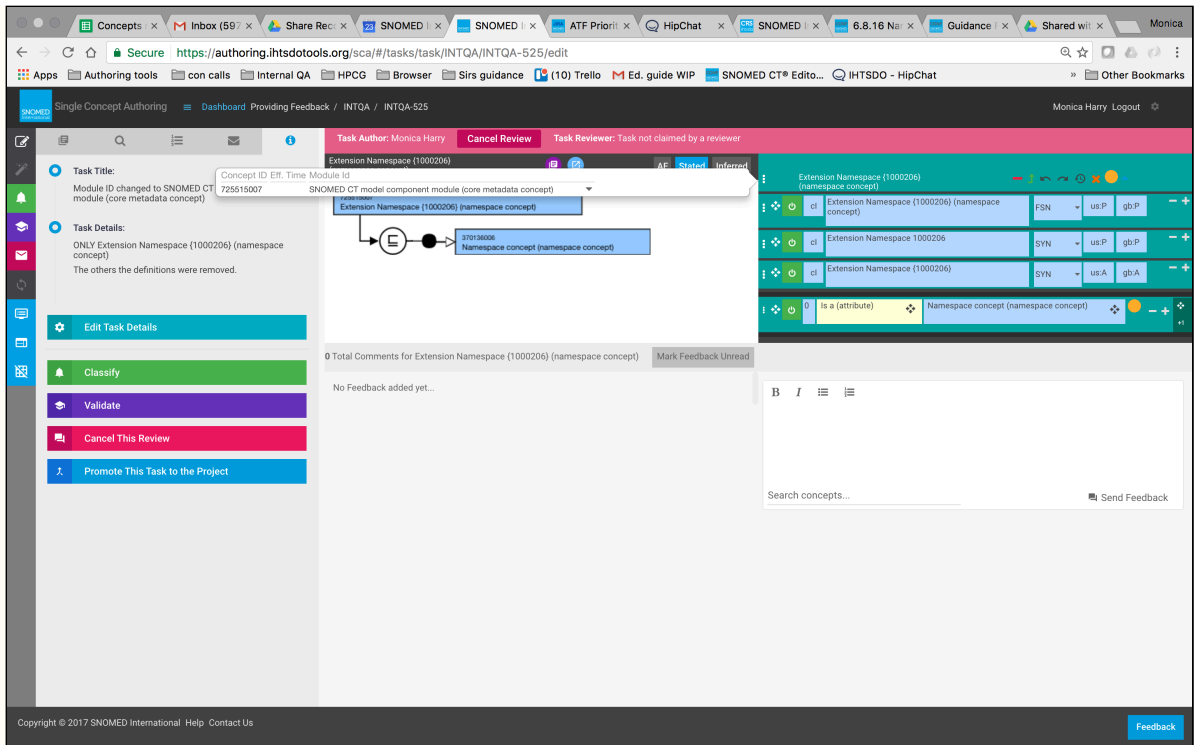 Concepts
Inbox (597
Share Reco
SNOMED I
SNOMED I
ATF Priorit
HipChat
SNOMED I
6.8.16 Nar
Guidance
Shared wit
Monica
Secure https://authoring.ihtsdotools.org/sca/#/tasks/task/INTQA/INTQA-525/edit
Apps Authoring tools con calls Internal QA HPCG Browser Sirs guidance (10) Trello Ed. guide WIP SNOMED CT® Edito... IHTSDO - HipChat » Other Bookmarks
SNOMED Single Concept Authoring Dashboard Providing Feedback / INTQA / INTQA-525 Monica Harry Logout
Task Author: Monica Harry Cancel Review Task Reviewer: Task not claimed by a reviewer
Task Title:
Module ID changed to SNOMED CT
module (core metadata concept)
Task Details:
ONLY Extension Namespace {1000206} (namespace
concept)
The others the definitions were removed.
Edit Task Details
Classify
Validate
Cancel This Review
Promote This Task to the Project
Extension Namespace {1000206}
Stated Inferred
Concept ID Eff. Time Module Id
725515007 SNOMED CT model component module (core metadata concept)
725515007
Extension Namespace {1000206} (namespace concept)
370136006
Namespace concept (namespace concept)
0 Total Comments for Extension Namespace {1000206} (namespace concept) Mark Feedback Unread
No Feedback added yet...
Extension Namespace {1000206}
(namespace concept)
cI Extension Namespace {1000206} (namespace
concept) FSN us:P gb:P
cI Extension Namespace 1000206 SYN us:P gb:P
cI Extension Namespace {1000206} SYN us:A gb:A
0 Is a (attribute) Namespace concept (namespace concept)
+1
B I
Search concepts... Send Feedback
Copyright © 2017 SNOMED International Help Contact Us Feedback